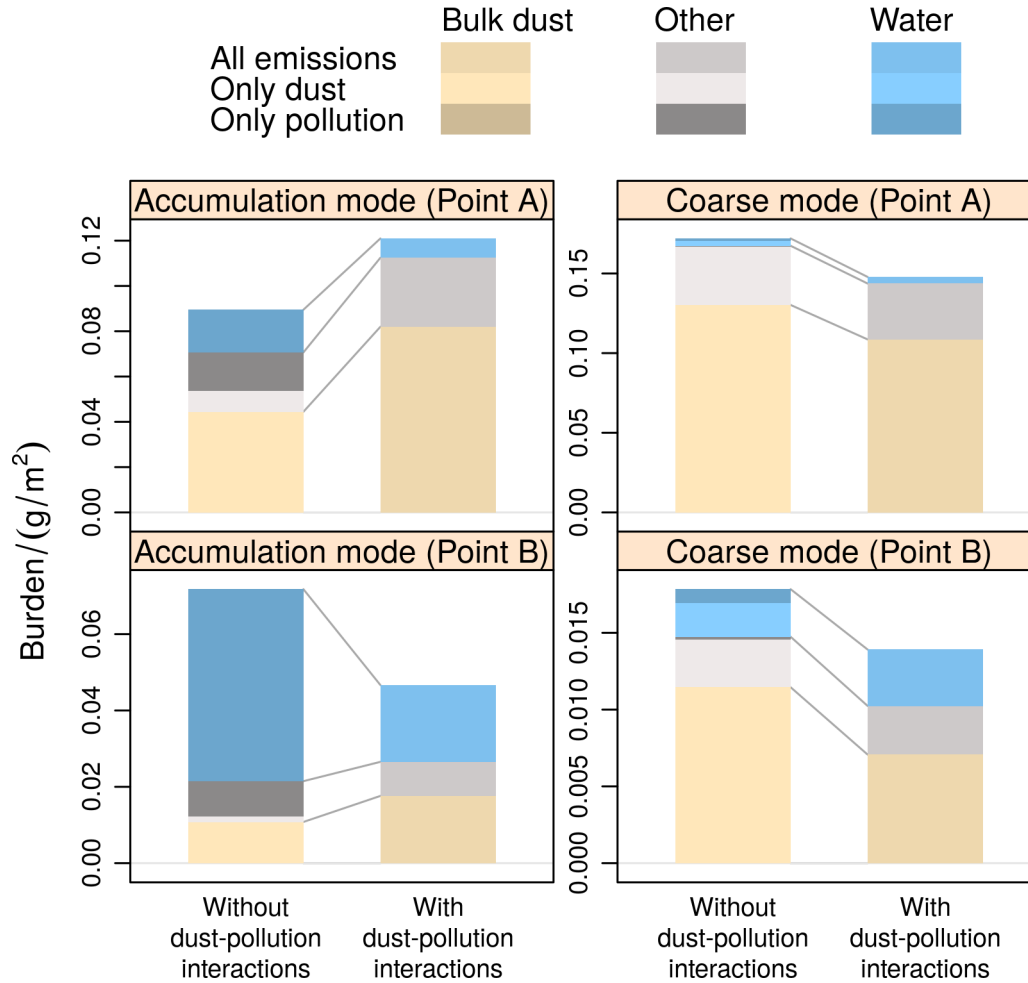 Bulk dust Other Water
All emissions
Only dust
Only pollution
Accumulation mode (Point A) Coarse mode (Point A)
0.12
0.08
0.04
0.00
0.15
0.10
0.05
0.00
Burden/(g/m²)
Accumulation mode (Point B) Coarse mode (Point B)
0.06
0.04
0.02
0.00
0.015
0.010
0.005
0.000
Without With Without With
dust-pollution dust-pollution dust-pollution dust-pollution
interactions interactions interactions interactions